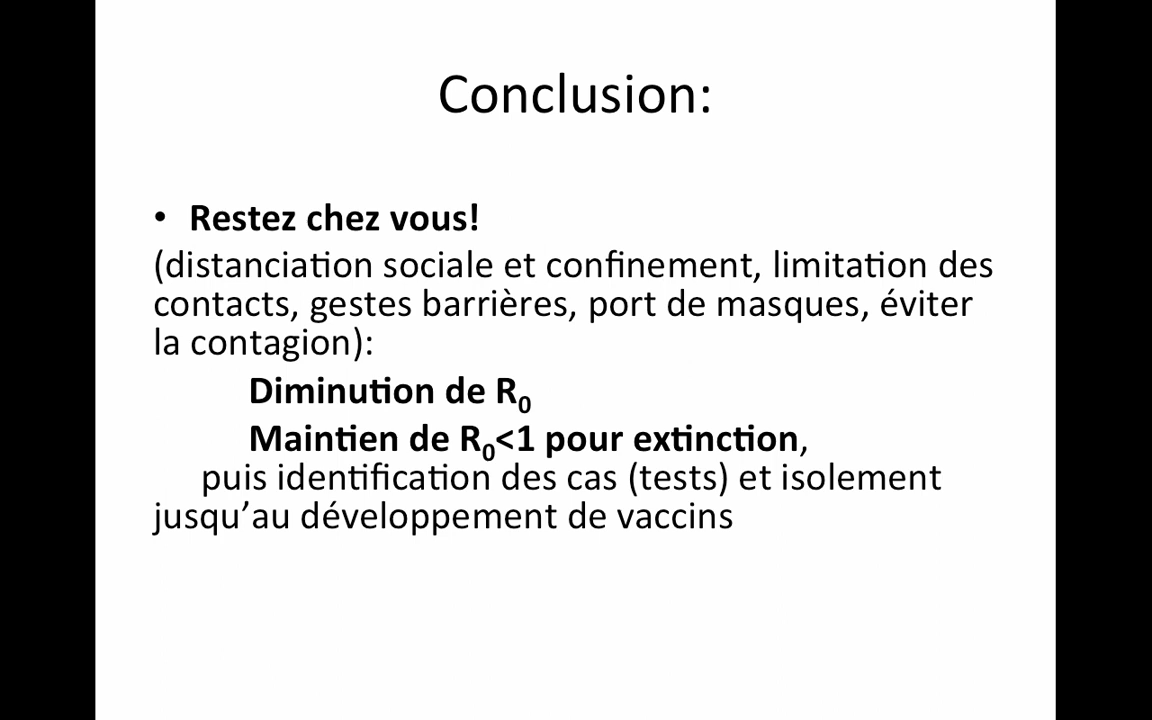 Conclusion:
• Restez chez vous!
(distanciation sociale et confinement, limitation des
contacts, gestes barrières, port de masques, éviter
la contagion):
Diminution de R₀
Maintien de R₀<1 pour extinction,
puis identification des cas (tests) et isolement
jusqu’au développement de vaccins